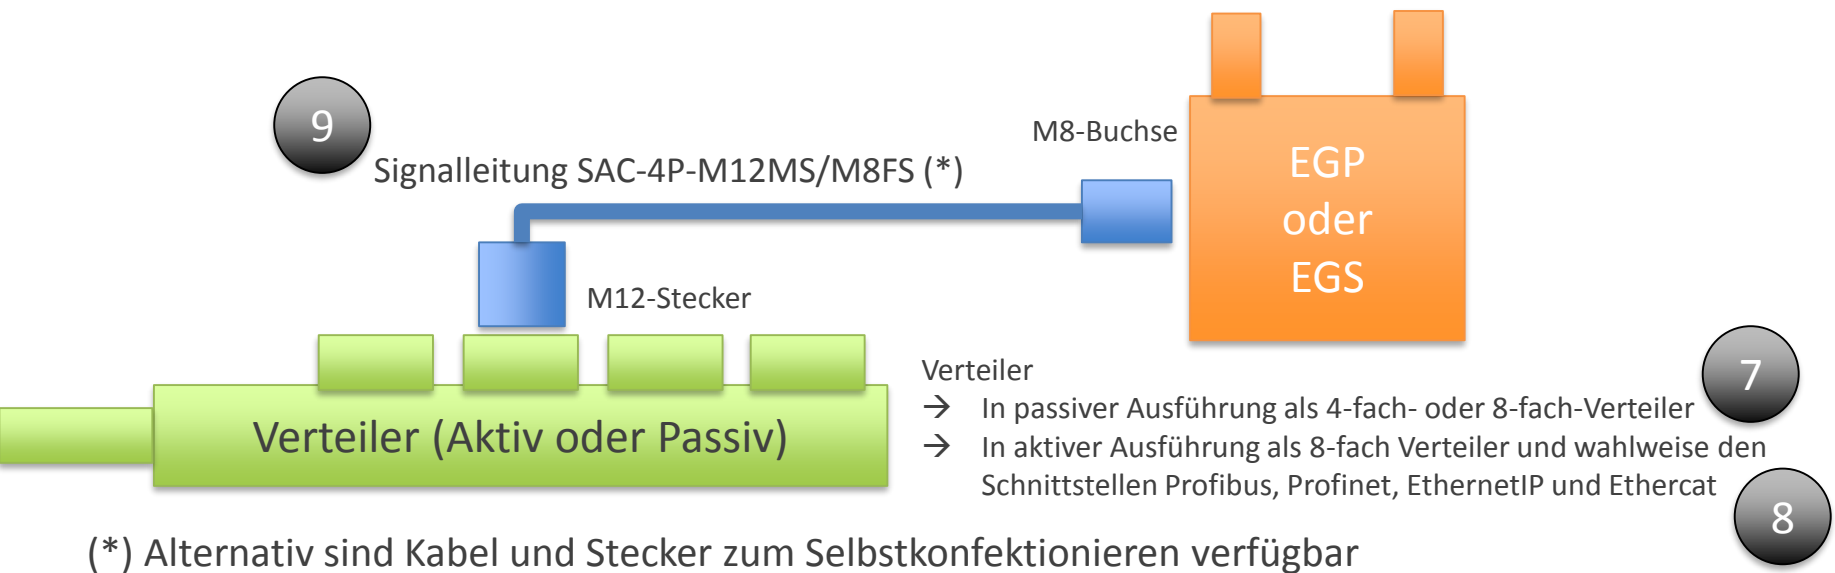 9
Signalleitung SAC-4P-M12MS/M8FS (*)
M8-Buchse
EGP
oder
EGS
M12-Stecker
Verteiler (Aktiv oder Passiv)
Verteiler
→ In passiver Ausführung als 4-fach- oder 8-fach-Verteiler
7
→ In aktiver Ausführung als 8-fach Verteiler und wahlweise den
Schnittstellen Profibus, Profinet, EthernetIP und Ethercat
8
(*) Alternativ sind Kabel und Stecker zum Selbstkonfektionieren verfügbar